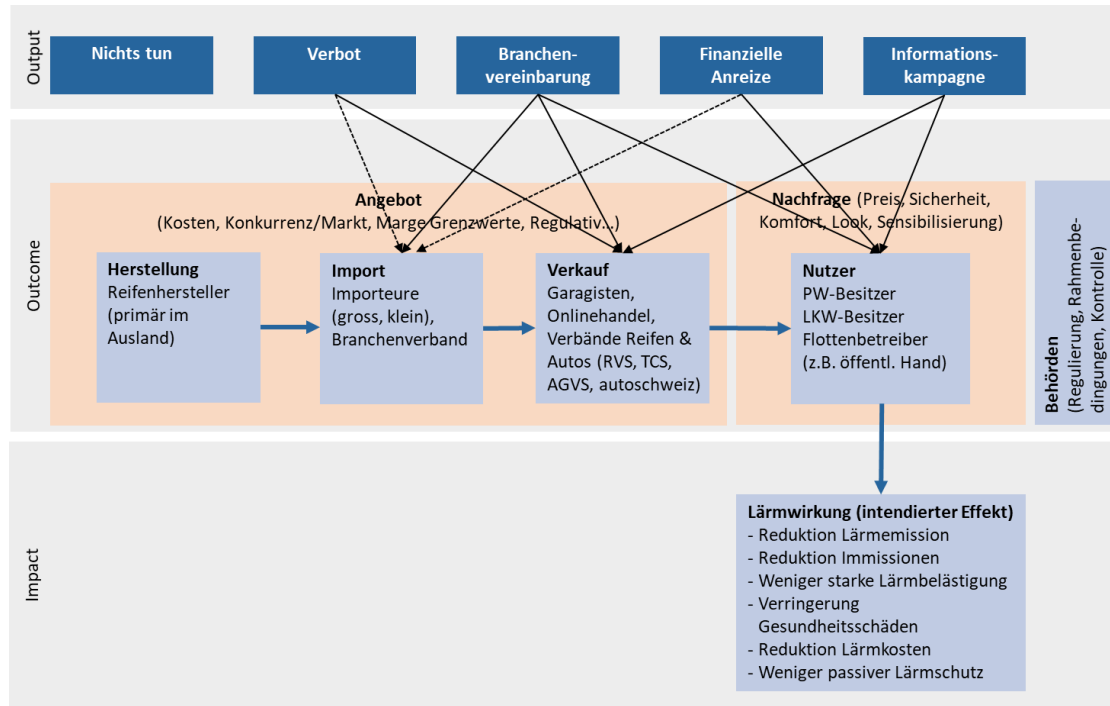 Output
Nichts tun
Verbot
Branchen-
vereinbarung
Finanzielle
Anreize
Informations-
kampagne
Outcome
Angebot
(Kosten, Konkurrenz/Markt, Marge Grenzwerte, Regulativ...)
Nachfrage (Preis, Sicherheit,
Komfort, Look, Sensibilisierung)
Herstellung
Reifenhersteller
(primär im
Ausland)
Import
Importeure
(gross, klein),
Branchenverband
Verkauf
Garagisten,
Onlinehandel,
Verbände Reifen &
Autos (RVS, TCS,
AGVS, autoschweiz)
Nutzer
PW-Besitzer
LKW-Besitzer
Flottenbetreiber
(z.B. öffentl. Hand)
Behörden
(Regulierung, Rahmenbe-
dingungen, Kontrolle)
Impact
Lärmwirkung (intendierter Effekt)
- Reduktion Lärmemission
- Reduktion Immissionen
- Weniger starke Lärmbelästigung
- Verringerung
Gesundheitsschäden
- Reduktion Lärmkosten
- Weniger passiver Lärmschutz